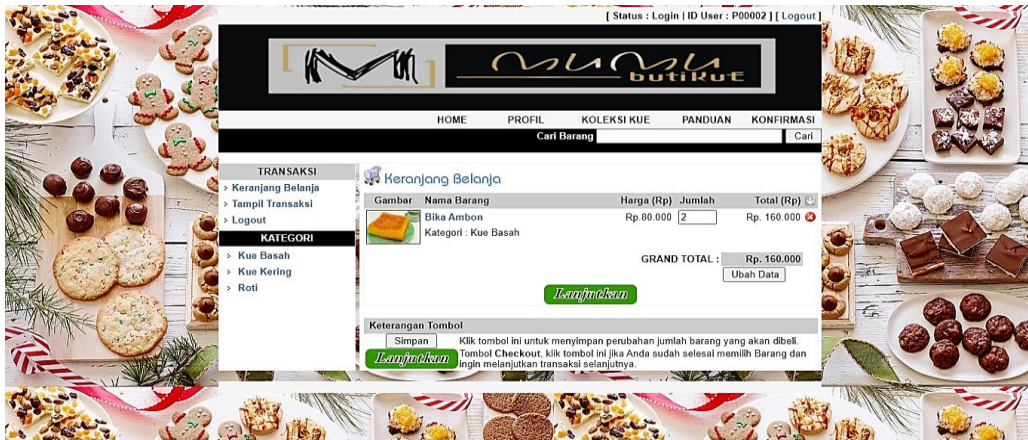 [ Status : Login | ID User : P00002 ] [ Logout ]
[M]
MUMU
butikue
HOME PROFIL KOLEKSI KUE PANDUAN KONFIRMASI
Cari Barang Cari
TRANSAKSI
> Keranjang Belanja
> Tampil Transaksi
> Logout
KATEGORI
> Kue Basah
> Kue Kering
> Roti
Keranjang Belanja
Gambar Nama Barang Harga (Rp) Jumlah Total (Rp)
Bika Ambon Rp.80.000 2 Rp. 160.000
Kategori : Kue Basah
GRAND TOTAL : Rp. 160.000
Ubah Data
Lanjutkan
Keterangan Tombol
Simpan Klik tombol ini untuk menyimpan perubahan jumlah barang yang akan dibeli.
Lanjutkan Tombol Checkout, klik tombol ini jika Anda sudah selesai memilih Barang dan
ingin melanjutkan transaksi selanjutnya.